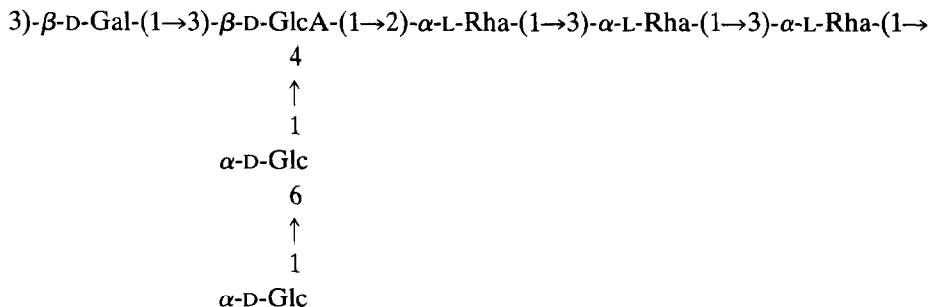 3)-β-D-Gal-(1→3)-β-D-GlcA-(1→2)-α-L-Rha-(1→3)-α-L-Rha-(1→3)-α-L-Rha-(1→
4
↑
1
α-D-Glc
6
↑
1
α-D-Glc